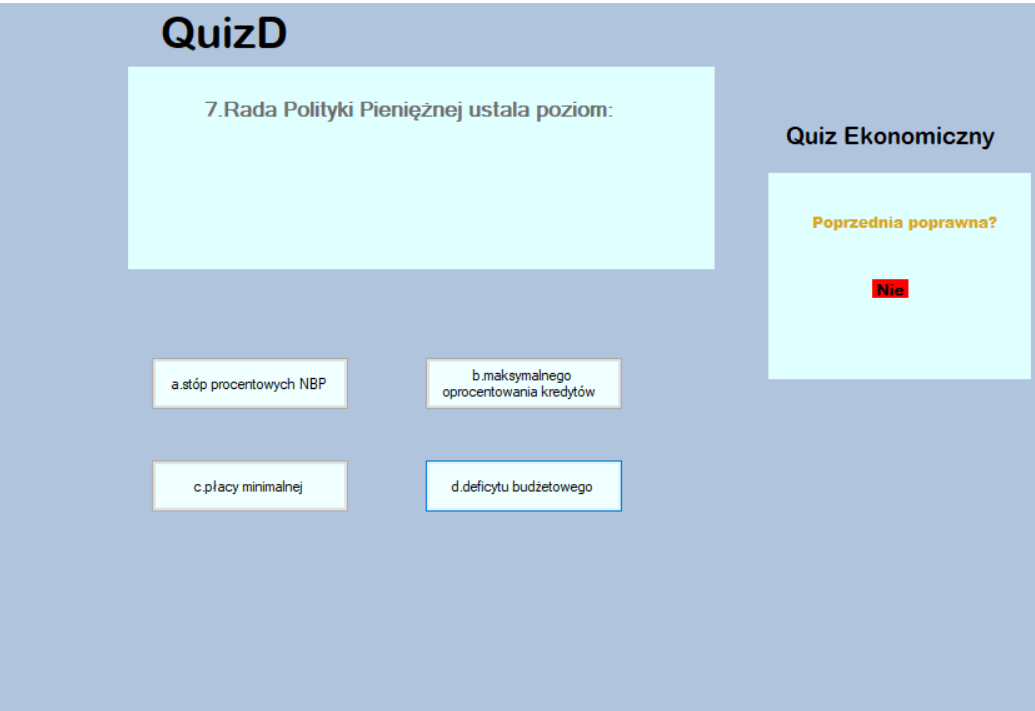 QuizD
7.Rada Polityki Pieniężnej ustala poziom:
Quiz Ekonomiczny
Poprzednia poprawna?
Nie
a.stóp procentowych NBP
b.maksymalnego
oprocentowania kredytów
c.płacy minimalnej
d.deficytu budżetowego